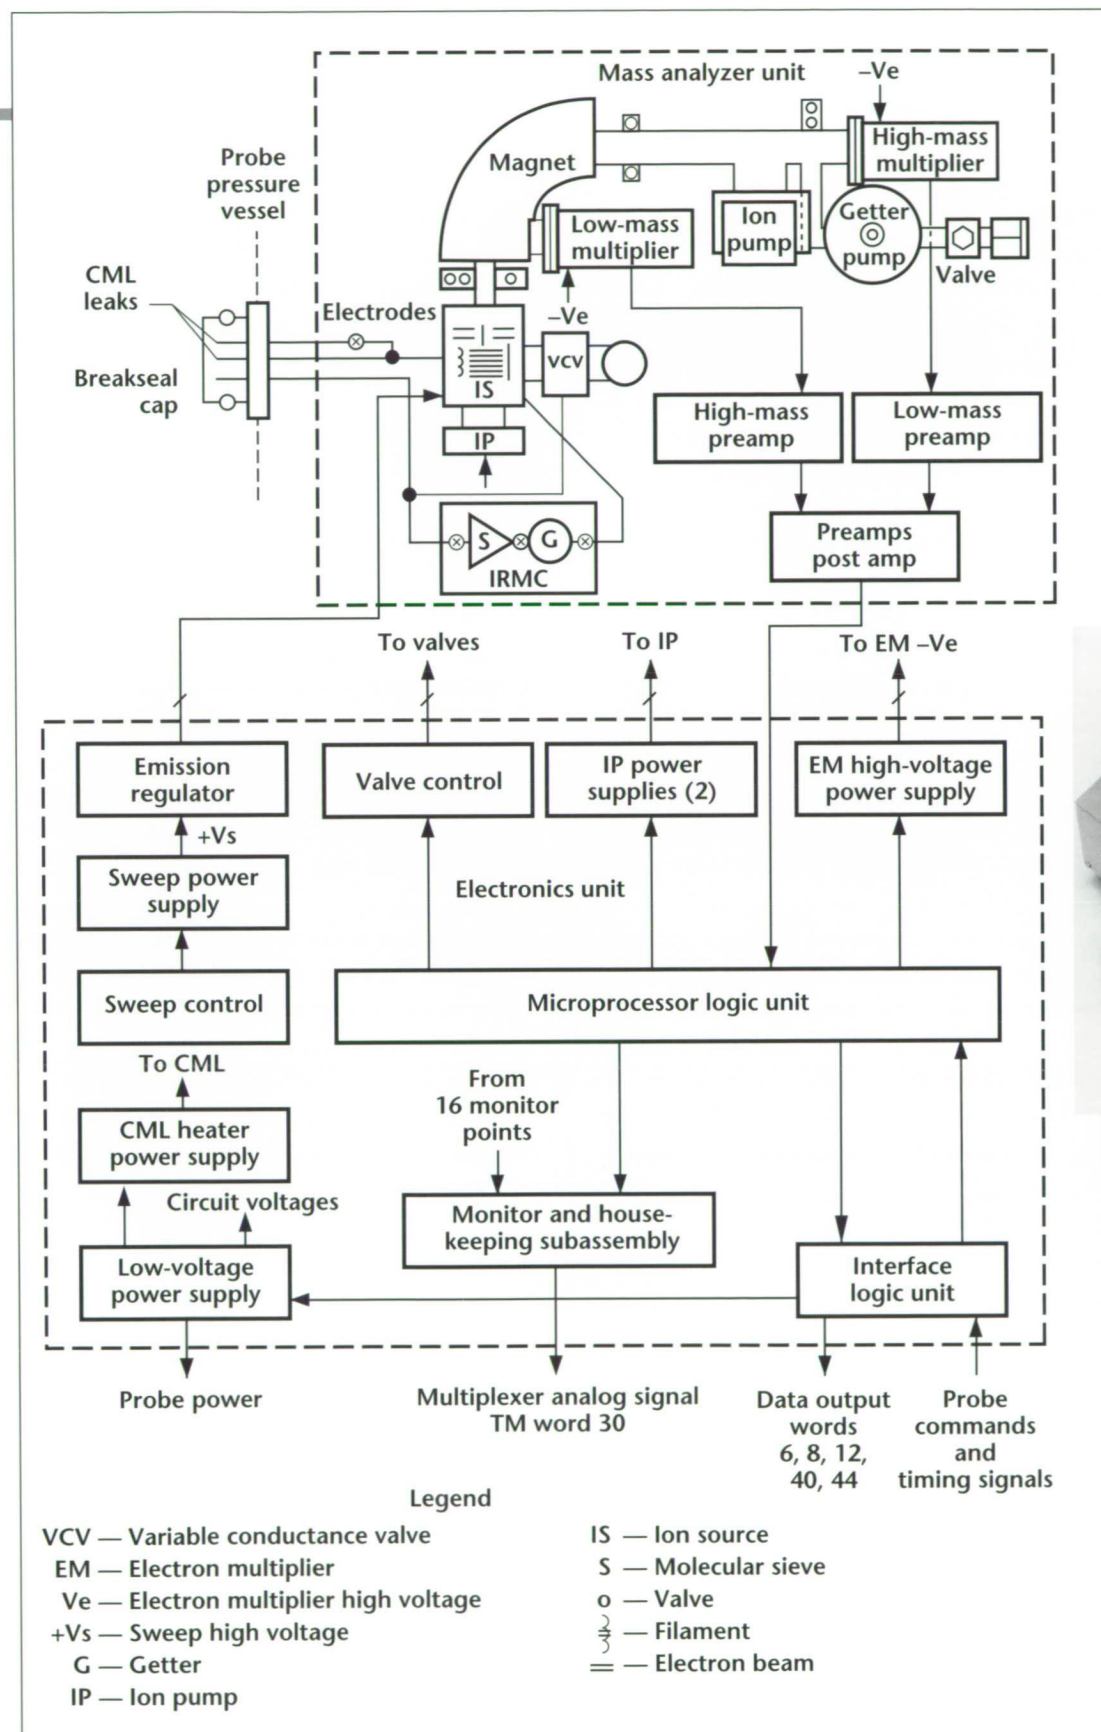 Mass analyzer unit
–Ve
High-mass
multiplier
Probe
pressure
vessel
Magnet
Low-mass
multiplier
Ion
pump
Getter
pump
Valve
CML
leaks
Electrodes
–Ve
VCV
Breakseal
cap
IS
IP
High-mass
preamp
Low-mass
preamp
S
G
IRMC
Preamps
post amp
To valves
To IP
To EM –Ve
Emission
regulator
Valve control
IP power
supplies (2)
EM high-voltage
power supply
+Vs
Sweep power
supply
Electronics unit
Sweep control
Microprocessor logic unit
To CML
From
16 monitor
points
CML heater
power supply
Circuit voltages
Monitor and house-
keeping subassembly
Low-voltage
power supply
Interface
logic unit
Probe power
Multiplexer analog signal
TM word 30
Data output
words
6, 8, 12,
40, 44
Probe
commands
and
timing signals
Legend
VCV — Variable conductance valve
EM — Electron multiplier
Ve — Electron multiplier high voltage
+Vs — Sweep high voltage
G — Getter
IP — Ion pump
IS — Ion source
S — Molecular sieve
o — Valve
— Filament
= — Electron beam